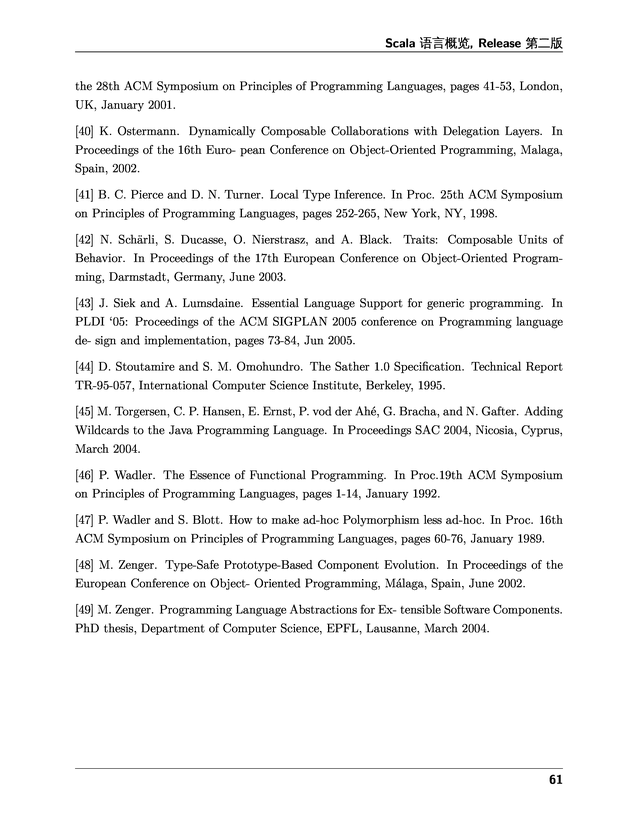 Scala 语言概览, Release 第二版
the 28th ACM Symposium on Principles of Programming Languages, pages 41-53, London,
UK, January 2001.
[40] K. Ostermann. Dynamically Composable Collaborations with Delegation Layers. In
Proceedings of the 16th Euro- pean Conference on Object-Oriented Programming, Malaga,
Spain, 2002.
[41] B. C. Pierce and D. N. Turner. Local Type Inference. In Proc. 25th ACM Symposium
on Principles of Programming Languages, pages 252-265, New York, NY, 1998.
[42] N. Schärli, S. Ducasse, O. Nierstrasz, and A. Black. Traits: Composable Units of
Behavior. In Proceedings of the 17th European Conference on Object-Oriented Program-
ming, Darmstadt, Germany, June 2003.
[43] J. Siek and A. Lumsdaine. Essential Language Support for generic programming. In
PLDI ‘05: Proceedings of the ACM SIGPLAN 2005 conference on Programming language
de- sign and implementation, pages 73-84, Jun 2005.
[44] D. Stoutamire and S. M. Omohundro. The Sather 1.0 Specification. Technical Report
TR-95-057, International Computer Science Institute, Berkeley, 1995.
[45] M. Torgersen, C. P. Hansen, E. Ernst, P. vod der Ahé, G. Bracha, and N. Gafter. Adding
Wildcards to the Java Programming Language. In Proceedings SAC 2004, Nicosia, Cyprus,
March 2004.
[46] P. Wadler. The Essence of Functional Programming. In Proc.19th ACM Symposium
on Principles of Programming Languages, pages 1-14, January 1992.
[47] P. Wadler and S. Blott. How to make ad-hoc Polymorphism less ad-hoc. In Proc. 16th
ACM Symposium on Principles of Programming Languages, pages 60-76, January 1989.
[48] M. Zenger. Type-Safe Prototype-Based Component Evolution. In Proceedings of the
European Conference on Object- Oriented Programming, Málaga, Spain, June 2002.
[49] M. Zenger. Programming Language Abstractions for Ex- tensible Software Components.
PhD thesis, Department of Computer Science, EPFL, Lausanne, March 2004.
61